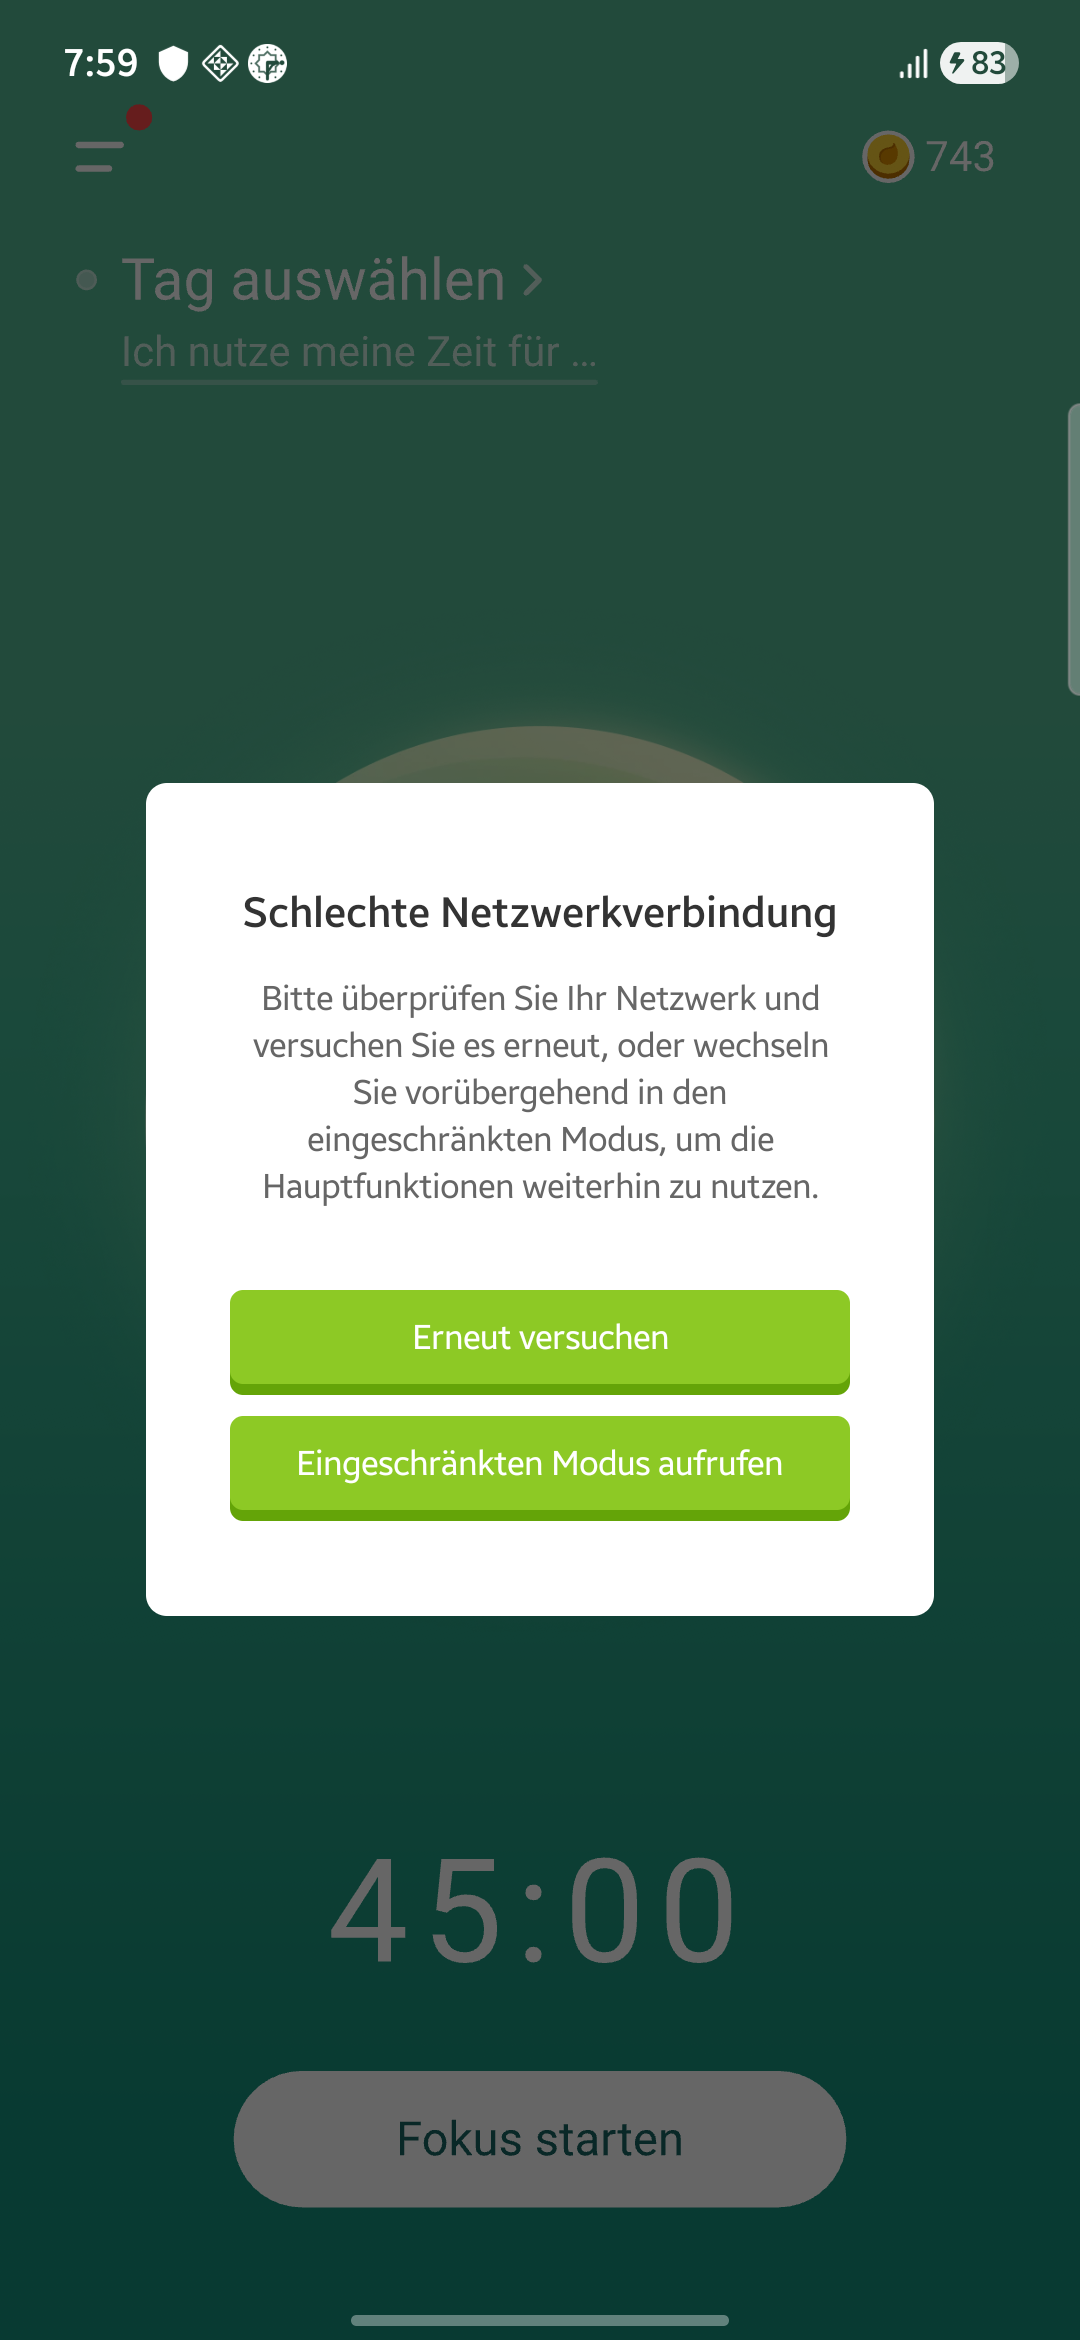 7:59
83
743
Tag auswählen
Ich nutze meine Zeit für ...
Schlechte Netzwerkverbindung
Bitte überprüfen Sie Ihr Netzwerk und
versuchen Sie es erneut, oder wechseln
Sie vorübergehend in den
eingeschränkten Modus, um die
Hauptfunktionen weiterhin zu nutzen.
Erneut versuchen
Eingeschränkten Modus aufrufen
45:00
Fokus starten